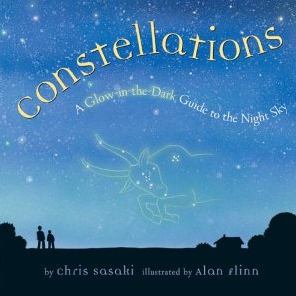 constellations
A Glow-in-the-Dark Guide to the Night Sky
by chris sasaki illustrated by Alan flinn